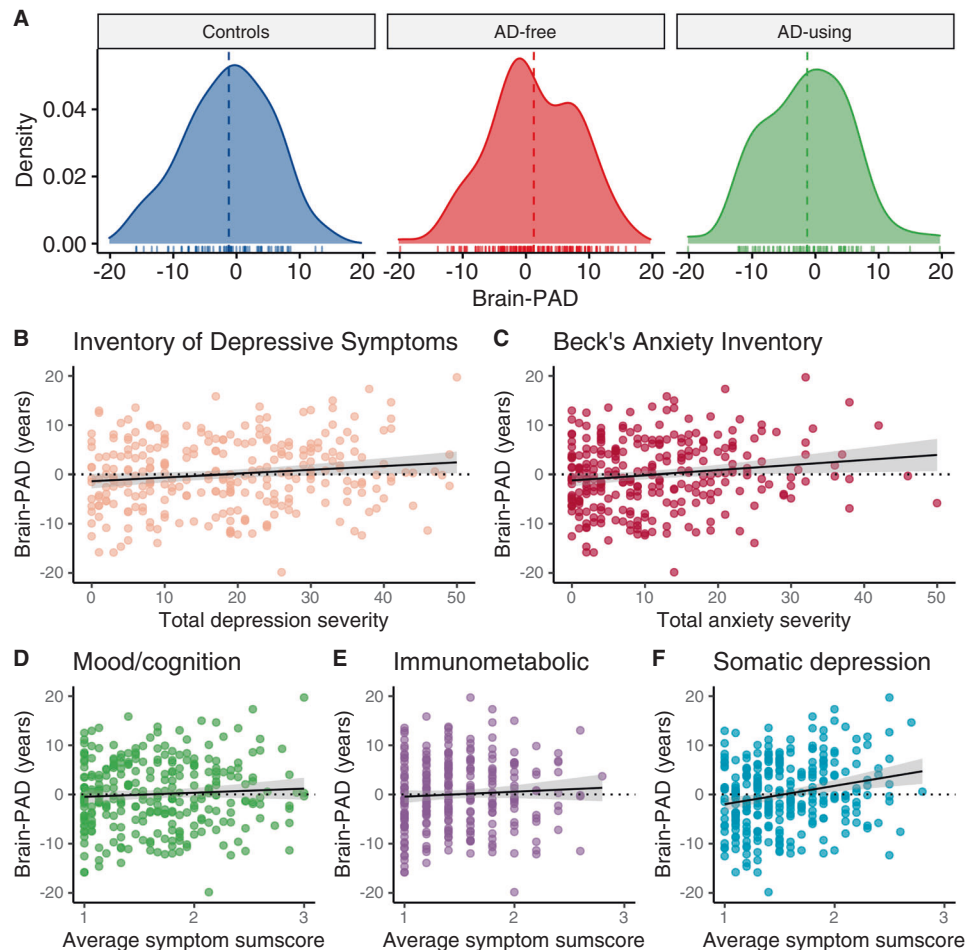 A
Controls
AD-free
AD-using
Density
0.04
0.02
0.00
-20 -10 0 10 20
-20 -10 0 10 20
-20 -10 0 10 20
Brain-PAD
B Inventory of Depressive Symptoms
Brain-PAD (years)
20
10
0
-10
-20
0 10 20 30 40 50
Total depression severity
C Beck's Anxiety Inventory
Brain-PAD (years)
20
10
0
-10
-20
0 10 20 30 40 50
Total anxiety severity
D Mood/cognition
Brain-PAD (years)
20
10
0
-10
-20
1 2 3
Average symptom sumscore
E Immunometabolic
Brain-PAD (years)
20
10
0
-10
-20
1 2 3
Average symptom sumscore
F Somatic depression
Brain-PAD (years)
20
10
0
-10
-20
1 2 3
Average symptom sumscore